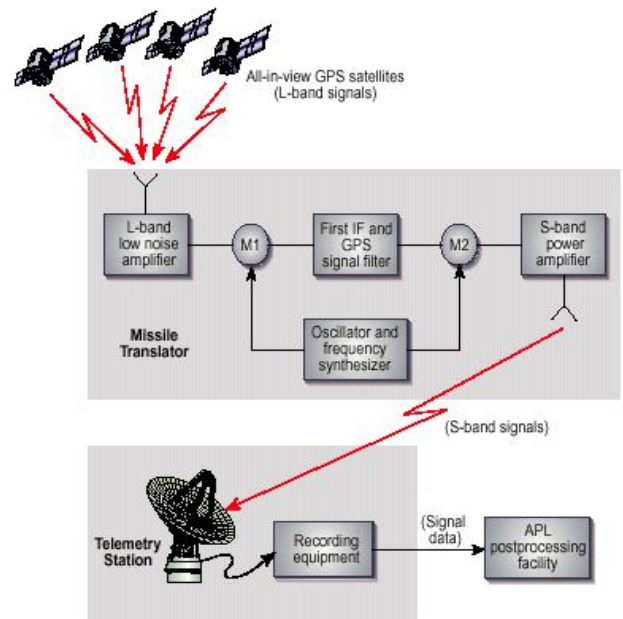 All-in-view GPS satellites
(L-band signals)
L-band
low noise
amplifier
M1
First IF and
GPS
signal filter
M2
S-band
power
amplifier
Missile
Translator
Oscillator and
frequency
synthesizer
(S-band signals)
Telemetry
Station
Recording
equipment
(Signal
data)
APL
postprocessing
facility